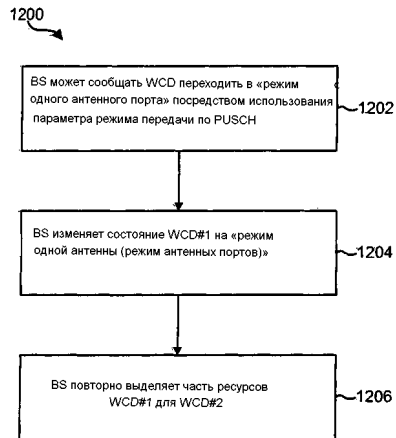 1200
BS может сообщать WCD переходить в «режим
одного антенного порта» посредством использования
параметра режима передачи по PUSCH
1202
BS изменяет состояние WCD#1 на «режим
одной антенны (режим антенных портов)»
1204
BS повторно выделяет часть ресурсов
WCD#1 для WCD#2
1206